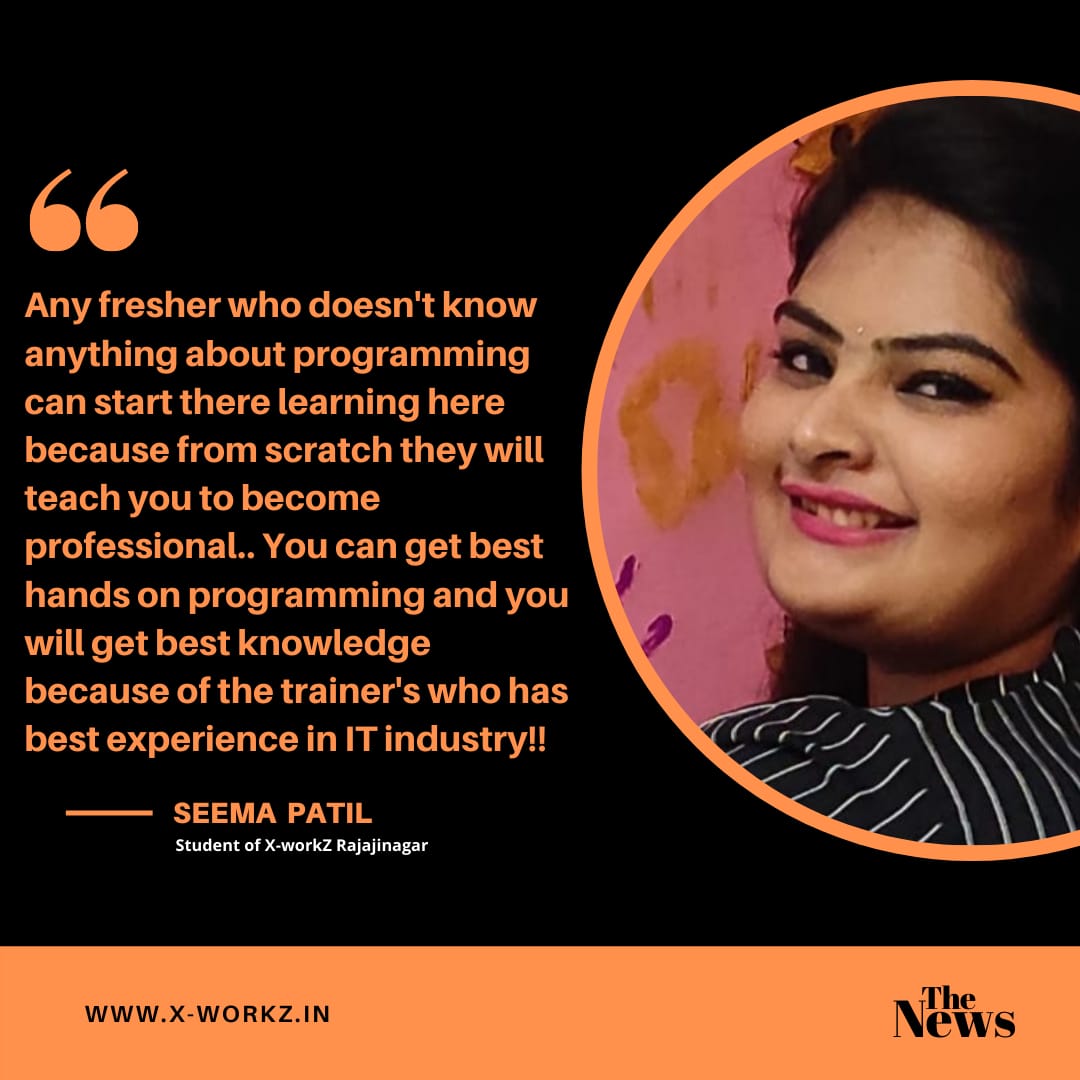 Any fresher who doesn't know
anything about programming
can start there learning here
because from scratch they will
teach you to become
professional.. You can get best
hands on programming and you
will get best knowledge
because of the trainer's who has
best experience in IT industry!!
SEEMA PATIL
Student of X-workZ Rajajinagar
WWW.X-WORKZ.IN
The
News